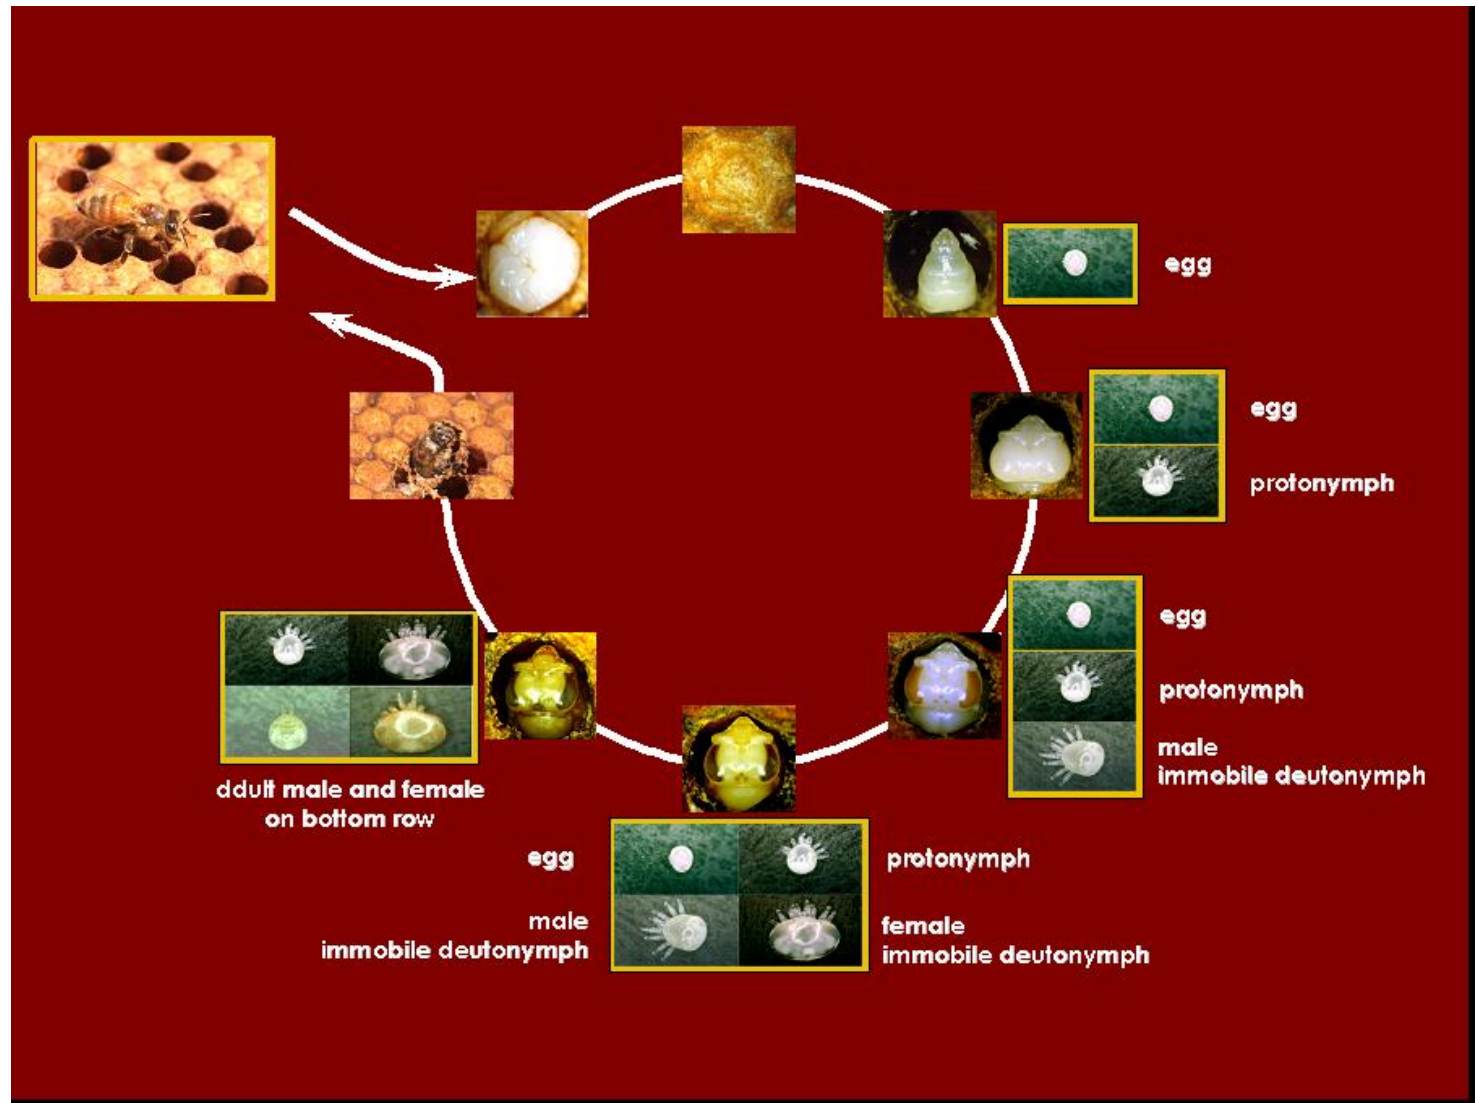 egg
egg
protonymph
egg
protonymph
male
immobile deutonymph
ddult male and female
on bottom row
egg
protonymph
male
immobile deutonymph
female
immobile deutonymph